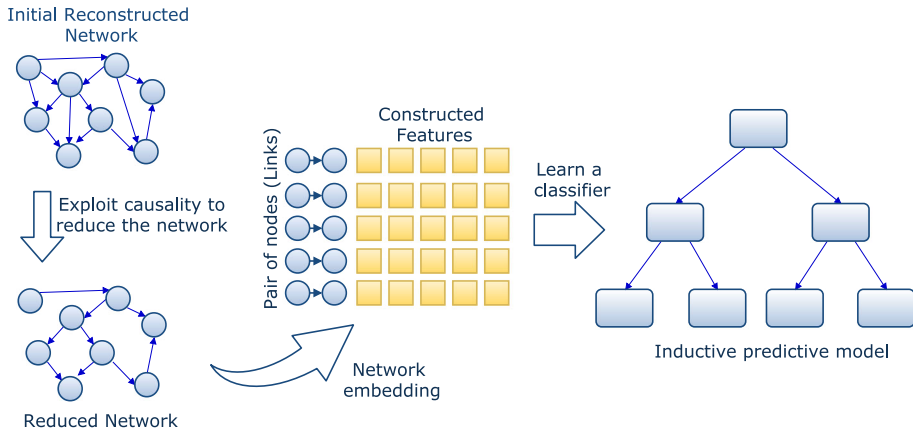 Initial Reconstructed
Network
Exploit causality to
reduce the network
Reduced Network
Network
embedding
Pair of nodes (Links)
Constructed
Features
Learn a
classifier
Inductive predictive model